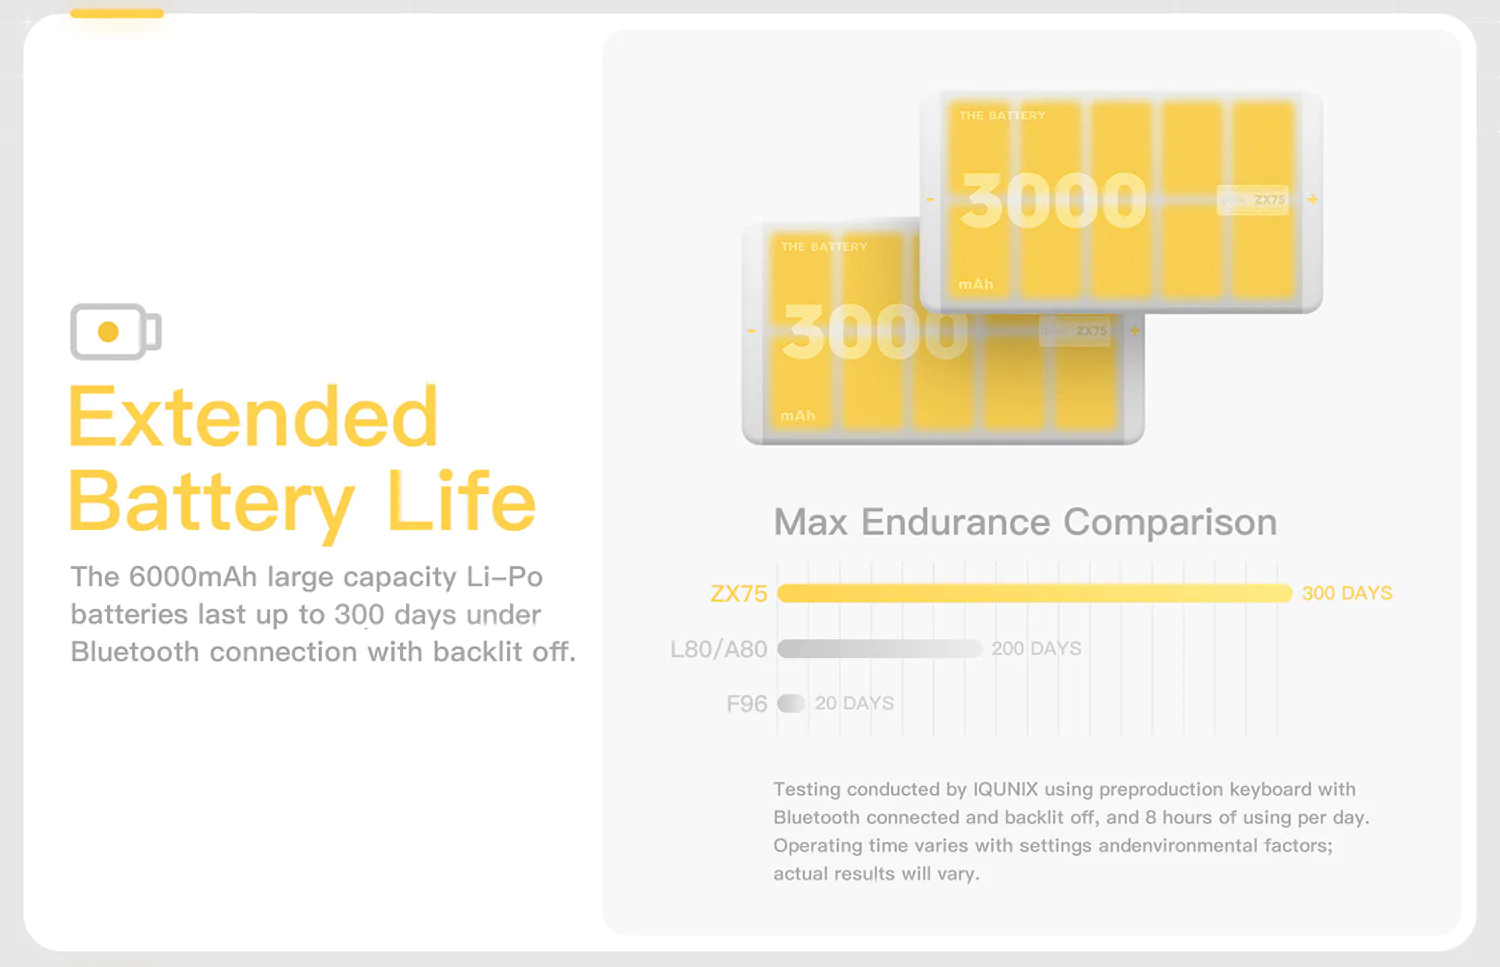 Extended
Battery Life
The 6000mAh large capacity Li-Po
batteries last up to 300 days under
Bluetooth connection with backlit off.
THE BATTERY
3000
mAh
ZX75
- +
THE BATTERY
3000
mAh
ZX75
- +
Max Endurance Comparison
ZX75 300 DAYS
L80/A80 200 DAYS
F96 20 DAYS
Testing conducted by IQUNIX using preproduction keyboard with
Bluetooth connected and backlit off, and 8 hours of using per day.
Operating time varies with settings andenvironmental factors;
actual results will vary.